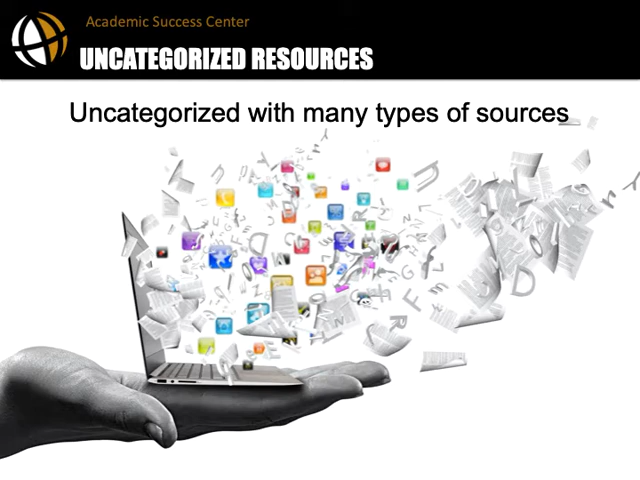 Academic Success Center
UNCATEGORIZED RESOURCES
Uncategorized with many types of sources